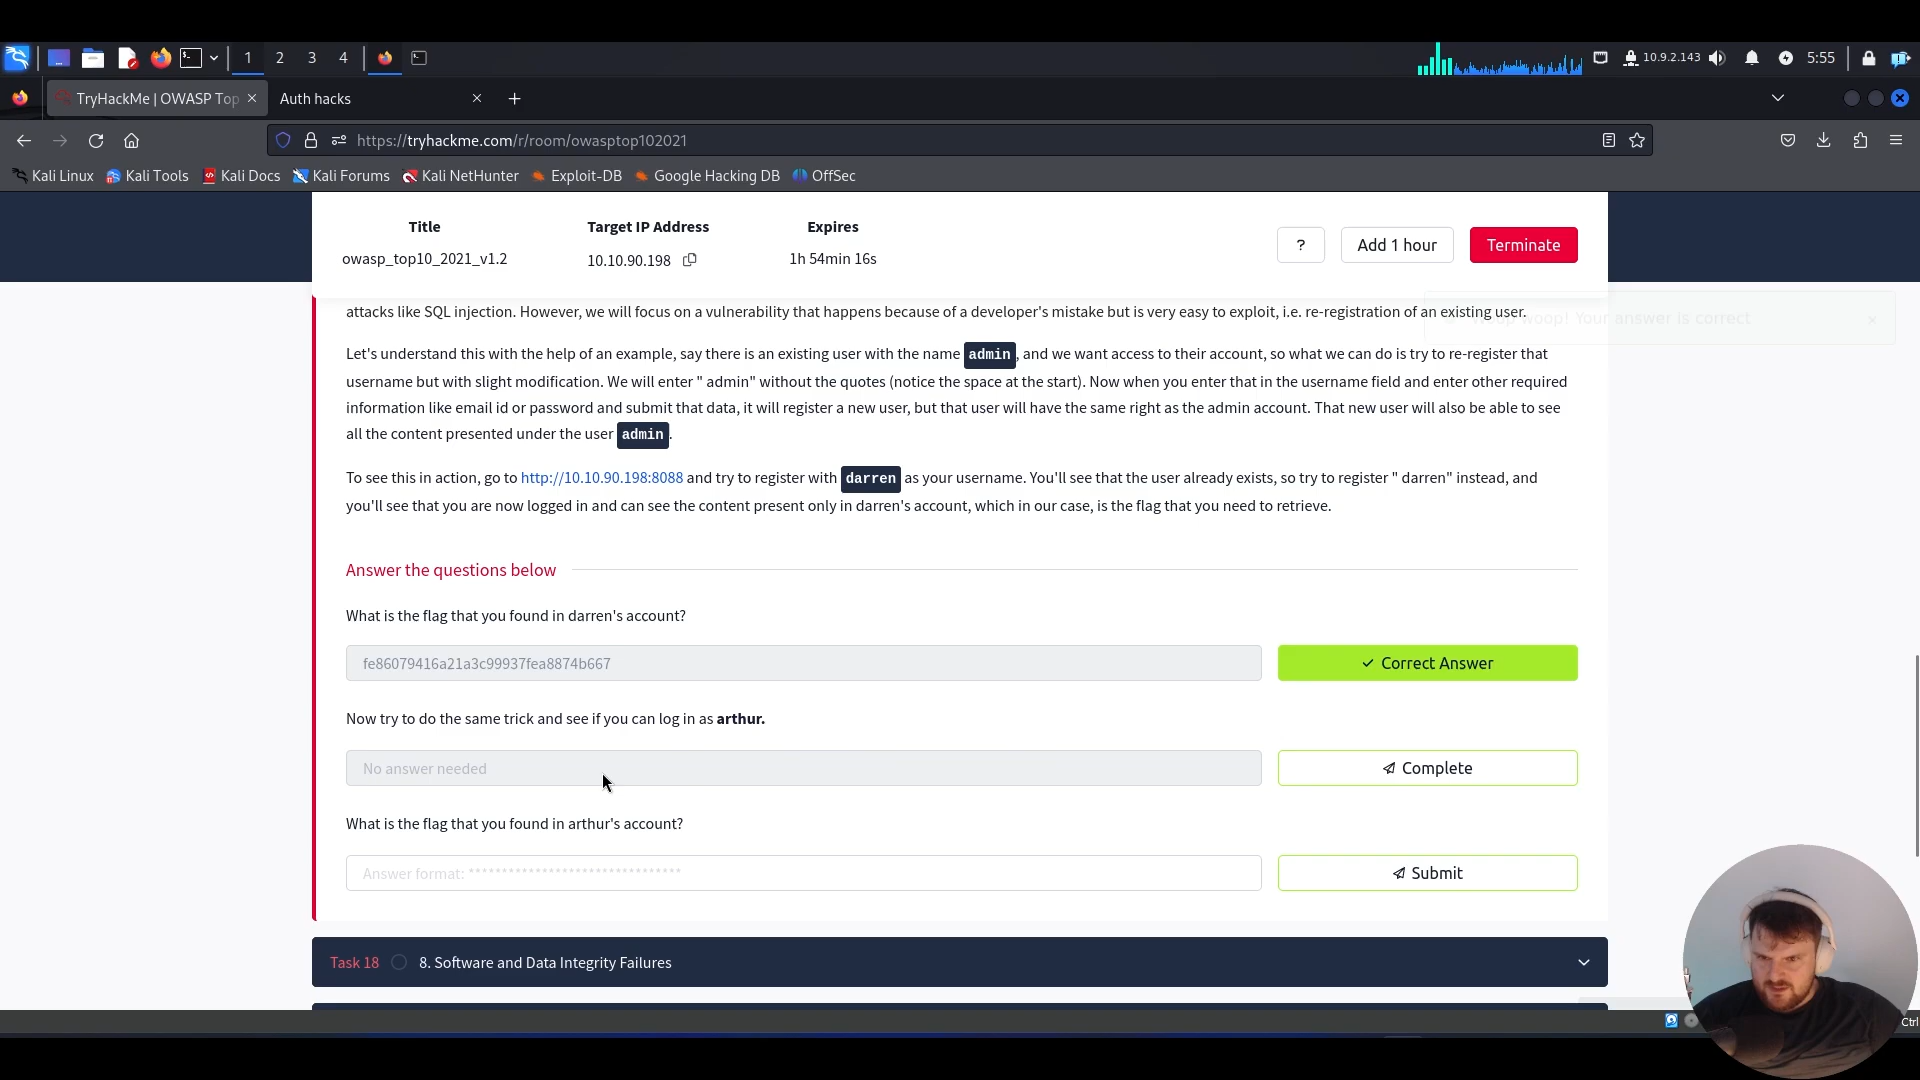 1 2 3 4
10.9.2.143
5:55
TryHackMe | OWASP Top
Auth hacks
https://tryhackme.com/r/room/owasptop102021
Kali Linux
Kali Tools
Kali Docs
Kali Forums
Kali NetHunter
Exploit-DB
Google Hacking DB
OffSec
Title
Target IP Address
Expires
owasp_top10_2021_v1.2
10.10.90.198
1h 54min 16s
?
Add 1 hour
Terminate
attacks like SQL injection. However, we will focus on a vulnerability that happens because of a developer's mistake but is very easy to exploit, i.e. re-registration of an existing user.
woop! Your answer is correct
Let's understand this with the help of an example, say there is an existing user with the name admin, and we want access to their account, so what we can do is try to re-register that
username but with slight modification. We will enter " admin" without the quotes (notice the space at the start). Now when you enter that in the username field and enter other required
information like email id or password and submit that data, it will register a new user, but that user will have the same right as the admin account. That new user will also be able to see
all the content presented under the user admin.
To see this in action, go to http://10.10.90.198:8088 and try to register with darren as your username. You'll see that the user already exists, so try to register " darren" instead, and
you'll see that you are now logged in and can see the content present only in darren's account, which in our case, is the flag that you need to retrieve.
Answer the questions below
What is the flag that you found in darren's account?
fe86079416a21a3c99937fea8874b667
Correct Answer
Now try to do the same trick and see if you can log in as arthur.
No answer needed
Complete
What is the flag that you found in arthur's account?
Answer format: ********************************
Submit
Task 18
8. Software and Data Integrity Failures
Ctrl